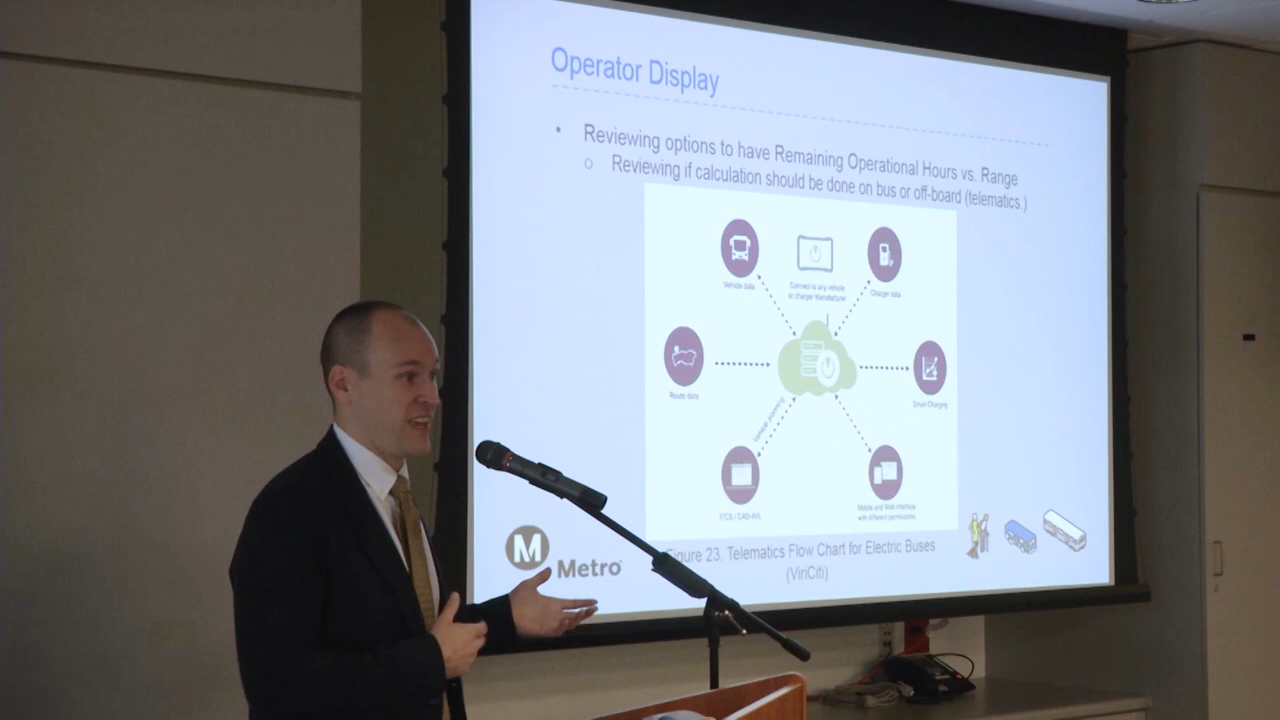 Operator Display
• Reviewing options to have Remaining Operational Hours vs. Range
○ Reviewing if calculation should be done on bus or off-board (telematics.)
Vehicle data
Connect to any vehicle
or charger Manufacturer
Charger data
Route data
Smart Charging
Vehicle planning
ITCS / CAD-AVL
Mobile and Web interface
with different permissions
M Metro
Figure 23. Telematics Flow Chart for Electric Buses
(ViriCiti)